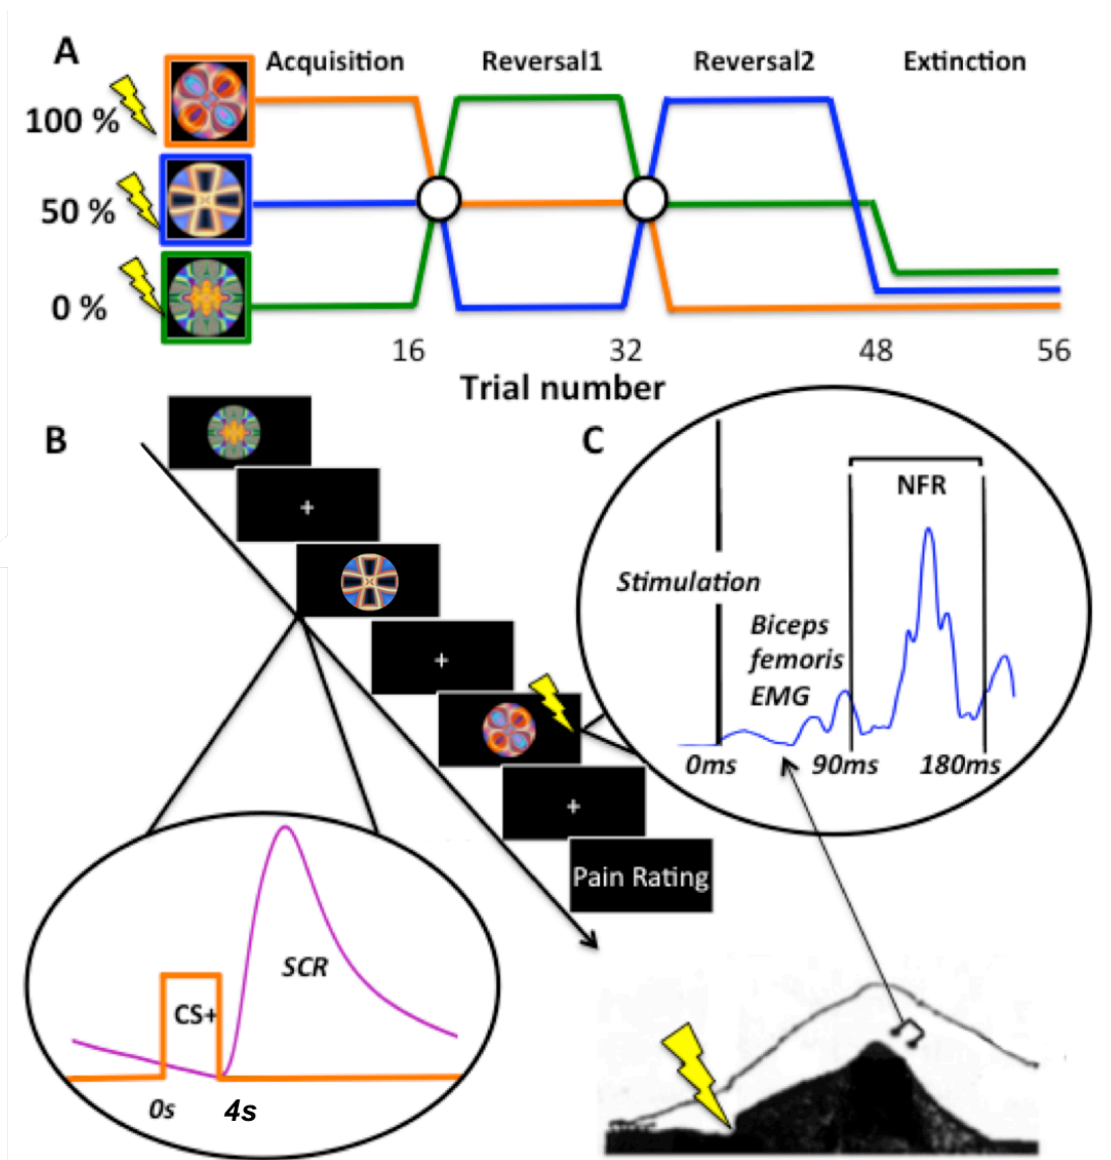 A
Acquisition Reversal1 Reversal2 Extinction
100 %
50 %
0 %
16 32 48 56
Trial number
B
C
NFR
Stimulation
Biceps
femoris
EMG
0ms 90ms 180ms
+
+
+
Pain Rating
SCR
CS+
0s 4s